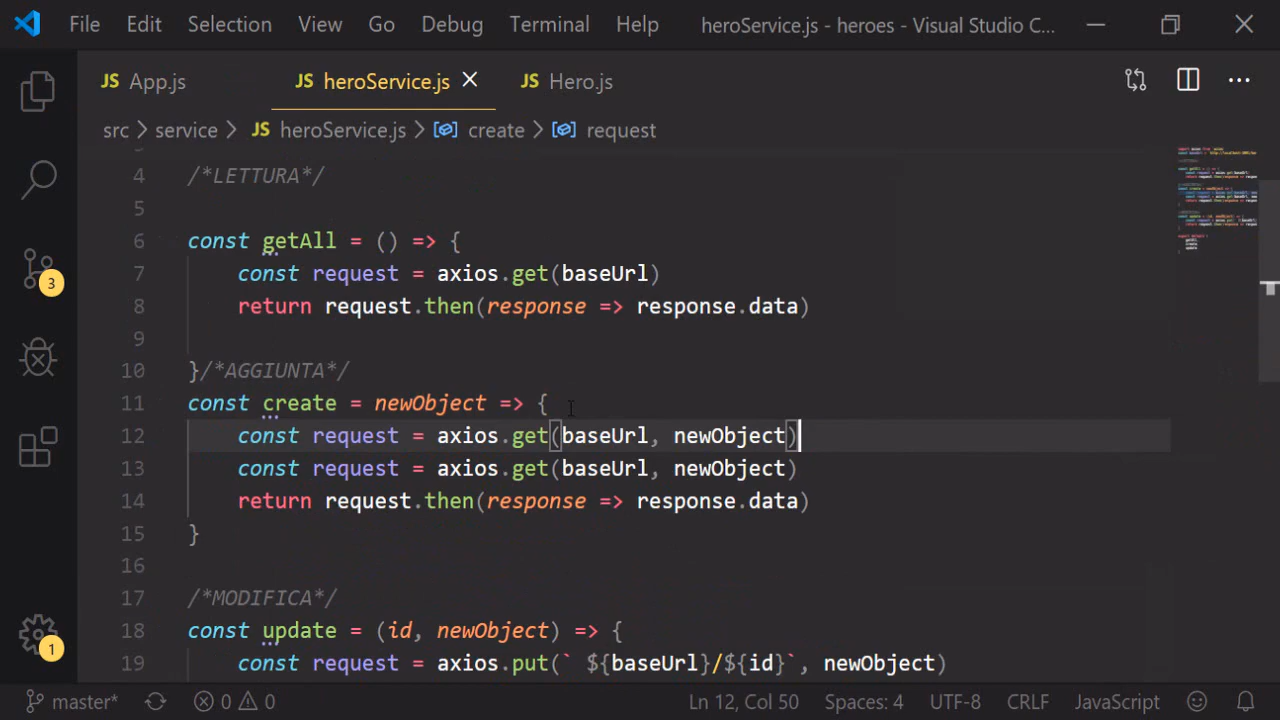 File Edit Selection View Go Debug Terminal Help heroService.js - heroes - Visual Studio C...
JS App.js JS heroService.js JS Hero.js
src > service > JS heroService.js > create > request
4 /*LETTURA*/
5
6 const getAll = () => {
7 const request = axios.get(baseUrl)
8 return request.then(response => response.data)
9
10 }/*AGGIUNTA*/
11 const create = newObject => {
12 const request = axios.get(baseUrl, newObject)
13 const request = axios.get(baseUrl, newObject)
14 return request.then(response => response.data)
15 }
16
17 /*MODIFICA*/
18 const update = (id, newObject) => {
19 const request = axios.put(` ${baseUrl}/${id}`, newObject)
3
1
master* 0 0 Ln 12, Col 50 Spaces: 4 UTF-8 CRLF JavaScript